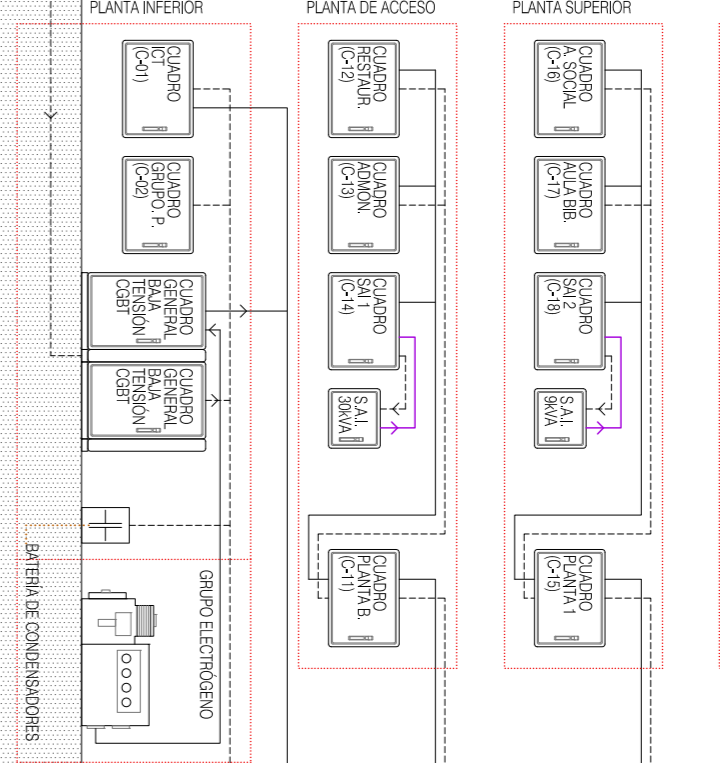 PLANTA INFERIOR
CUADRO
ICT
(C-01)
CUADRO
GRUPO. P.
(C-02)
CUADRO
GENERAL
BAJA
TENSIÓN
CGBT
CUADRO
GENERAL
BAJA
TENSIÓN
CGBT
BATERÍA DE CONDENSADORES
GRUPO ELECTRÓGENO
PLANTA DE ACCESO
CUADRO
RESTAUR.
(C-12)
CUADRO
ADMÓN.
(C-13)
CUADRO
SAI 1
(C-14)
S.A.I.
30kVA
CUADRO
PLANTA B.
(C-11)
PLANTA SUPERIOR
CUADRO
A. SOCIAL
(C-16)
CUADRO
AULA BIB.
(C-17)
CUADRO
SAI 2
(C-18)
S.A.I.
9kVA
CUADRO
PLANTA 1
(C-15)